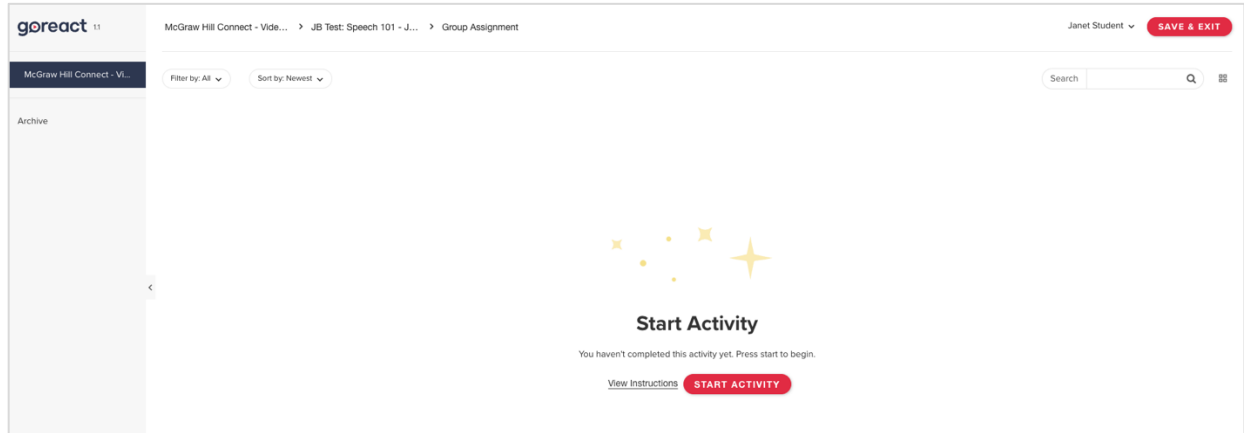 goreact 1.1
McGraw Hill Connect - Vide... > JB Test: Speech 101 - J... > Group Assignment
Janet Student
SAVE & EXIT
McGraw Hill Connect - Vi...
Filter by: All
Sort by: Newest
Search
Archive
Start Activity
You haven't completed this activity yet. Press start to begin.
View Instructions
START ACTIVITY